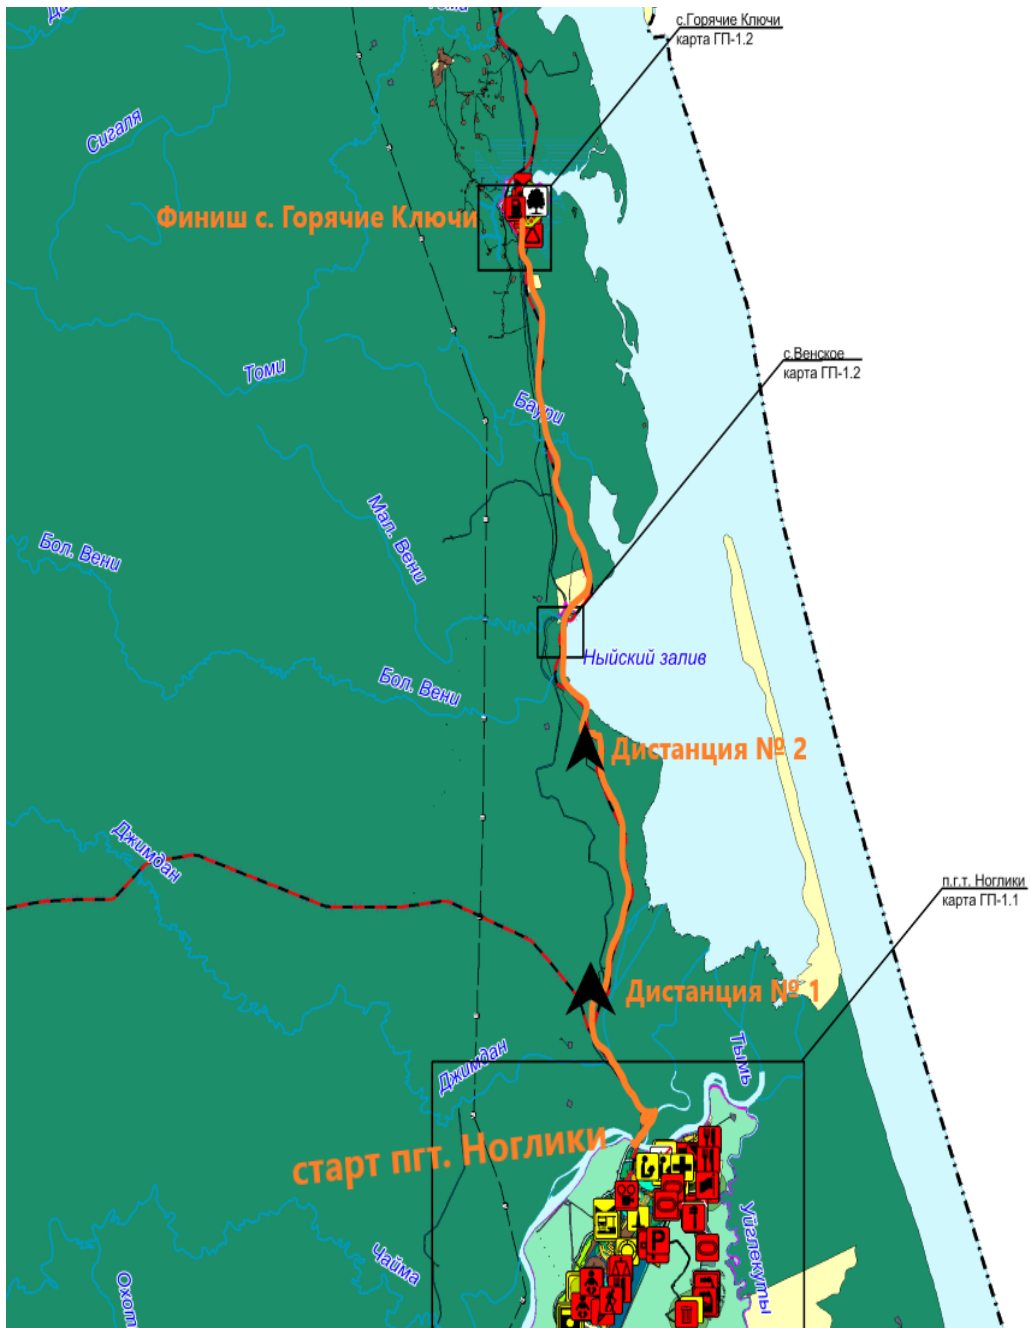 Томи
с.Горячие Ключи
карта ГП-1.2
Сигаля
Финиш с. Горячие Ключи
с.Венское
карта ГП-1.2
Томи
Баури
Мал. Вени
Бол. Вени
Ныйский залив
Бол. Вени
Дистанция № 2
Джимдан
п.г.т. Ноглики
карта ГП-1.1
Дистанция № 1
Тымь
Джимдан
старт пгт. Ноглики
P
Уйглекуты
Чайма
Охот